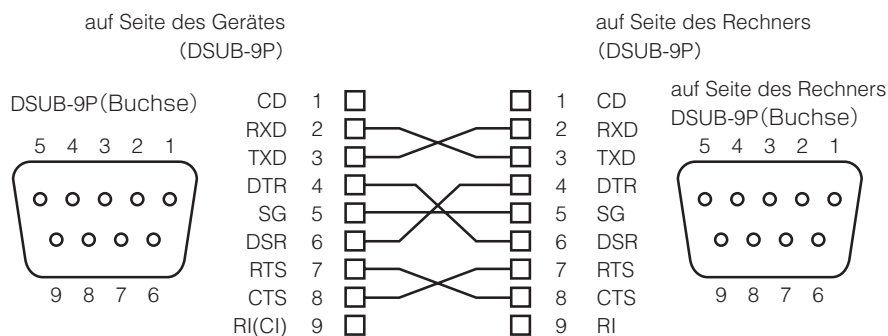 auf Seite des Gerätes
(DSUB-9P)
auf Seite des Rechners
(DSUB-9P)
DSUB-9P(Buchse)
5 4 3 2 1
9 8 7 6
CD 1
RXD 2
TXD 3
DTR 4
SG 5
DSR 6
RTS 7
CTS 8
RI(CI) 9
1 CD
2 RXD
3 TXD
4 DTR
5 SG
6 DSR
7 RTS
8 CTS
9 RI
auf Seite des Rechners
DSUB-9P(Buchse)
5 4 3 2 1
9 8 7 6